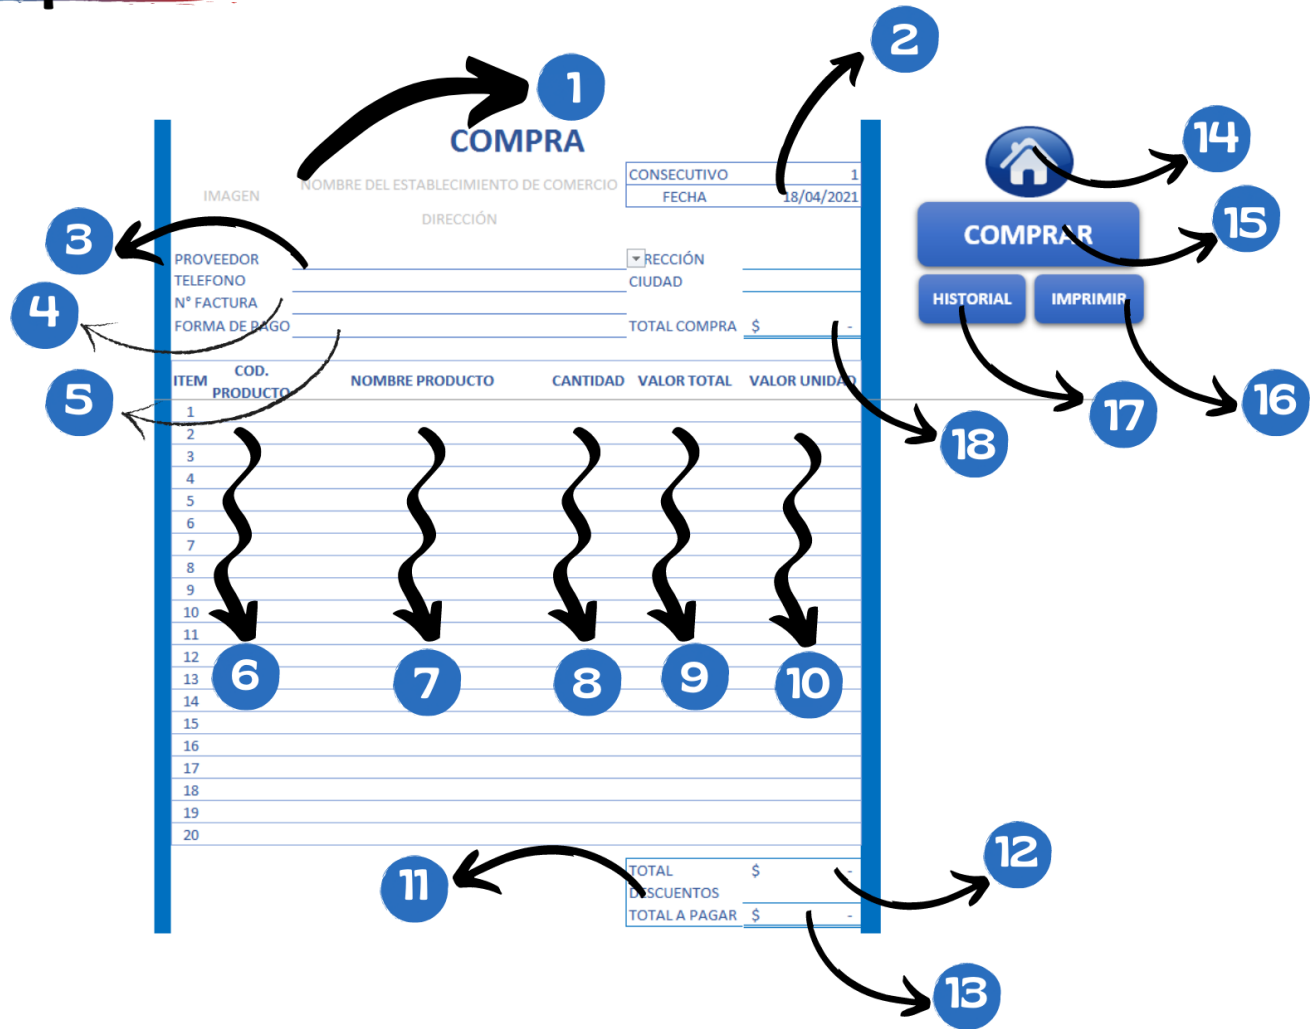 1
2
COMPRA
14
CONSECUTIVO 1
NOMBRE DEL ESTABLECIMIENTO DE COMERCIO
IMAGEN
FECHA 18/04/2021
DIRECCIÓN
COMPRAR
15
3
PROVEEDOR
RECCIÓN
TELEFONO
CIUDAD
N° FACTURA
HISTORIAL
IMPRIMIR
4
FORMA DE PAGO
TOTAL COMPRA $ -
ITEM COD. PRODUCTO NOMBRE PRODUCTO CANTIDAD VALOR TOTAL VALOR UNIDAD
5
16
17
18
1
2
3
4
5
6
7
8
9
10
11
12
13
14
15
16
17
18
19
20
6
7
8
9
10
11
TOTAL $ -
12
DESCUENTOS
TOTAL A PAGAR $ -
13